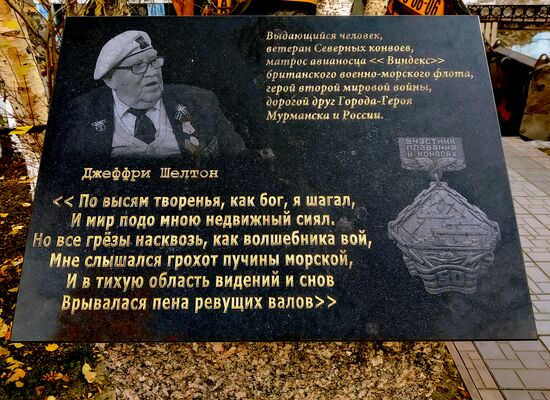 Выдающийся человек,
ветеран Северных конвоев,
матрос авианосца << Виндекс>>
британского военно-морского флота,
герой второй мировой войны,
дорогой друг Города-Героя
Мурманска и России.
УЧАСТНИК
ПЛАВАНИЯ
В КОНВОЯХ
Джеффри Шелтон
<< По высям творенья, как бог, я шагал,
И мир подо мною недвижный сиял.
Но все грёзы насквозь, как волшебника вой,
Мне слышался грохот пучины морской,
И в тихую область видений и снов
Врывалася пена ревущих валов>>